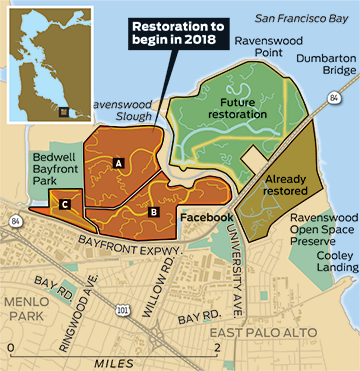 San Francisco Bay
Restoration to
begin in 2018
Ravenswood
Point
Dumbarton
Bridge
Ravenswood
Slough
Future
restoration
84
Bedwell
Bayfront
Park
A
Already
restored
C
B
Facebook
84
Ravenswood
Open Space
Preserve
BAYFRONT EXPWY.
UNIVERSITY AVE.
Cooley
Landing
WILLOW RD.
RINGWOOD AVE.
BAY RD.
MENLO
PARK
101
BAY RD.
EAST PALO ALTO
0
2
MILES